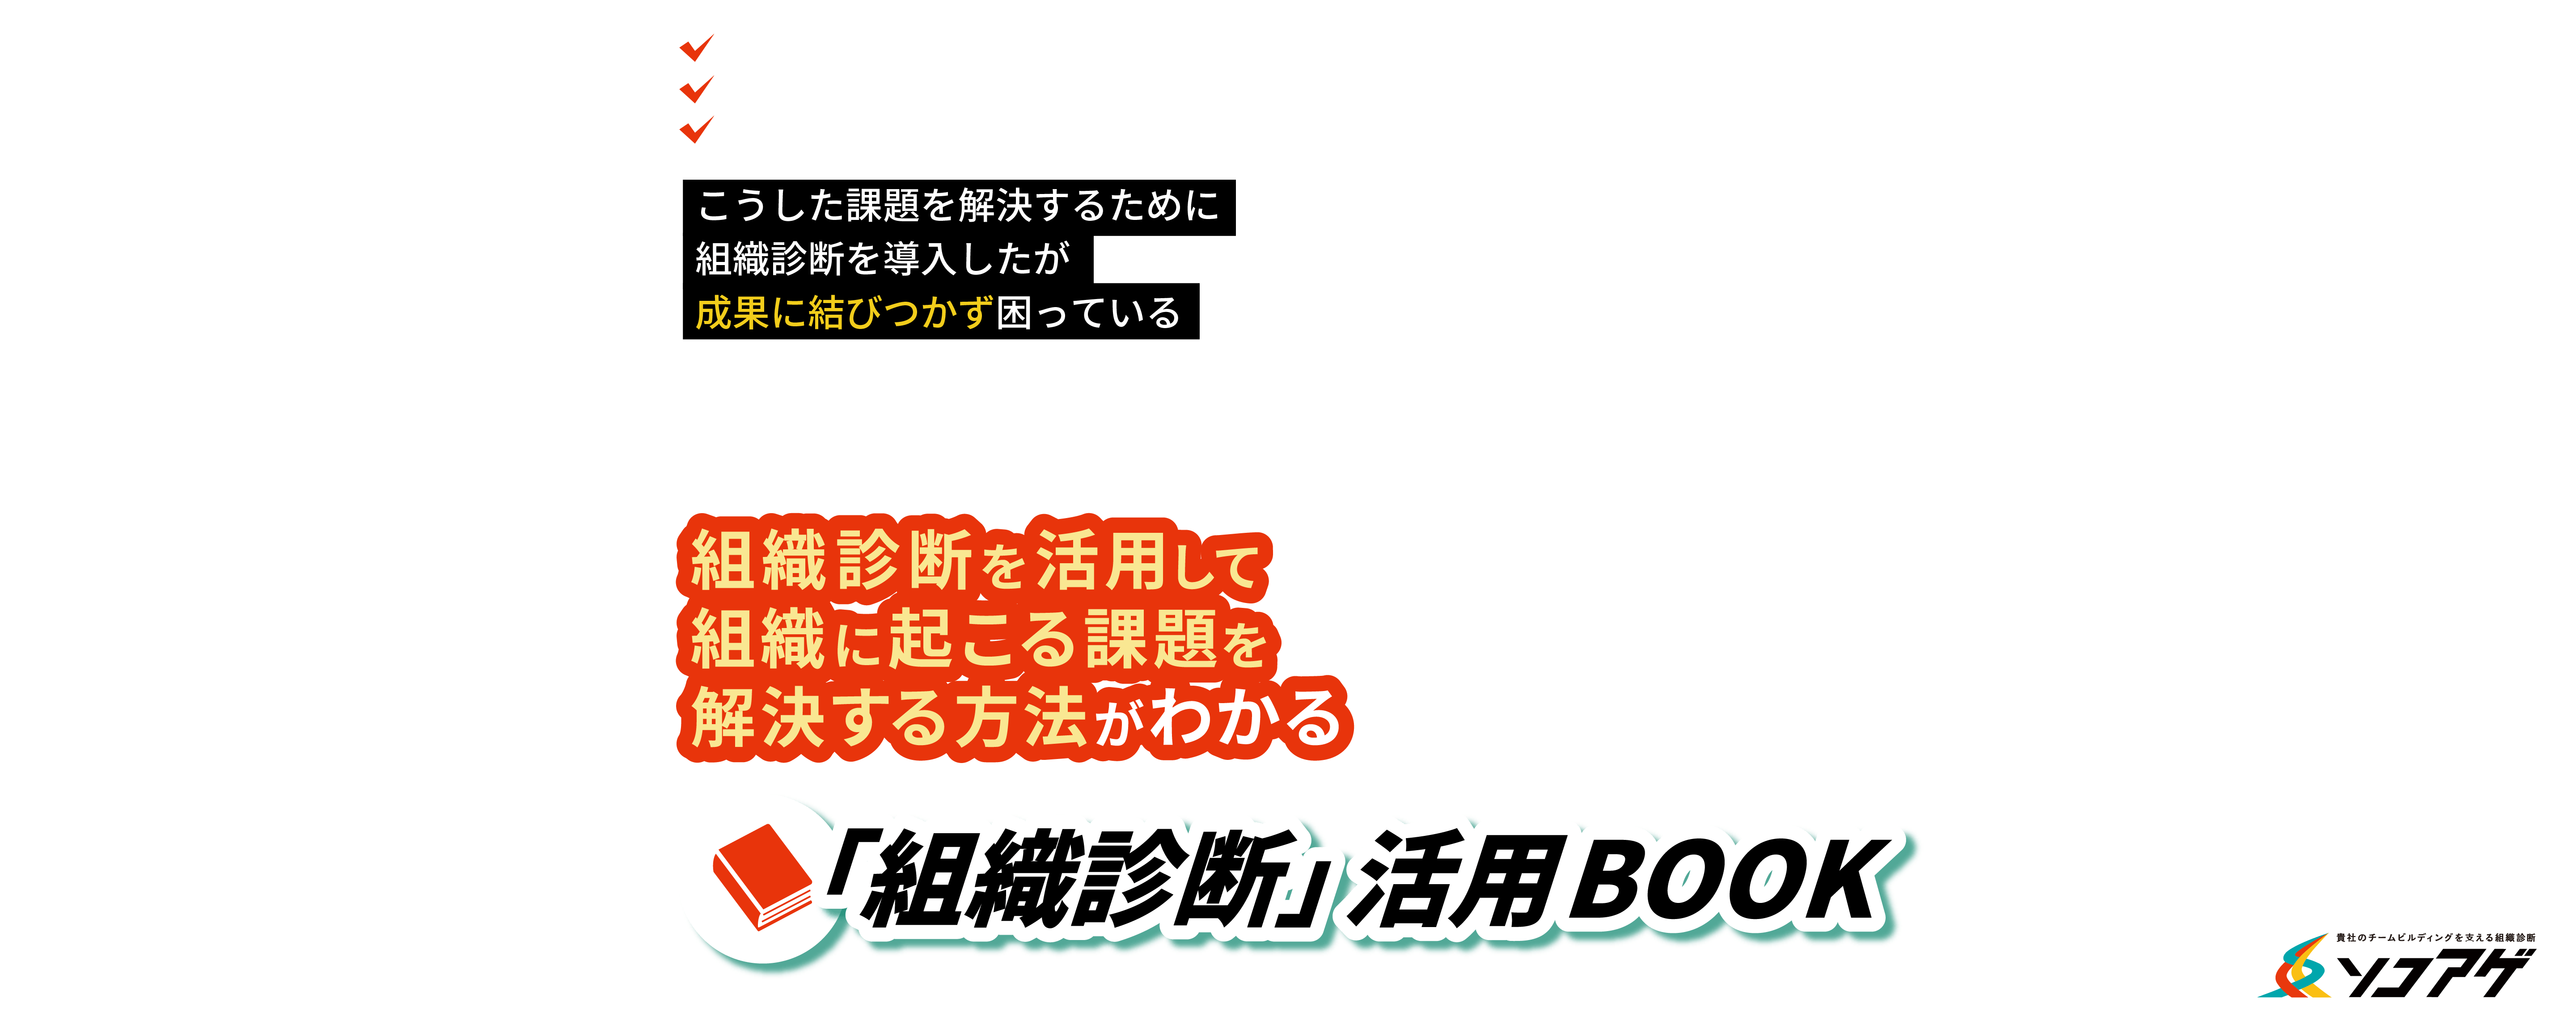 こうした課題を解決するために
組織診断を導入したが
成果に結びつかず困っている
組織診断を活用して
組織に起こる課題を
解決する方法がわかる
「組織診断」活用BOOK
貴社のチームビルディングを支える組織診断
ソコアゲ